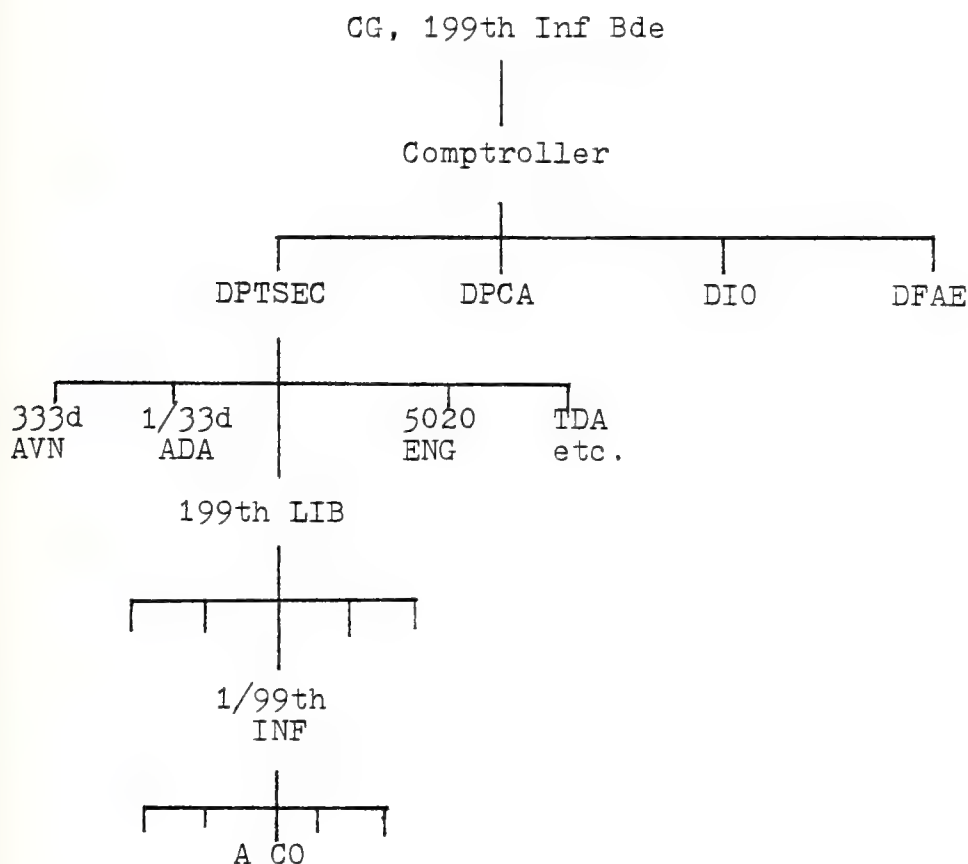 CG, 199th Inf Bde
Comptroller
DPTSEC DPCA DIO DFAE
333d 1/33d 5020 TDA
AVN ADA ENG etc.
199th LIB
1/99th
INF
A CO